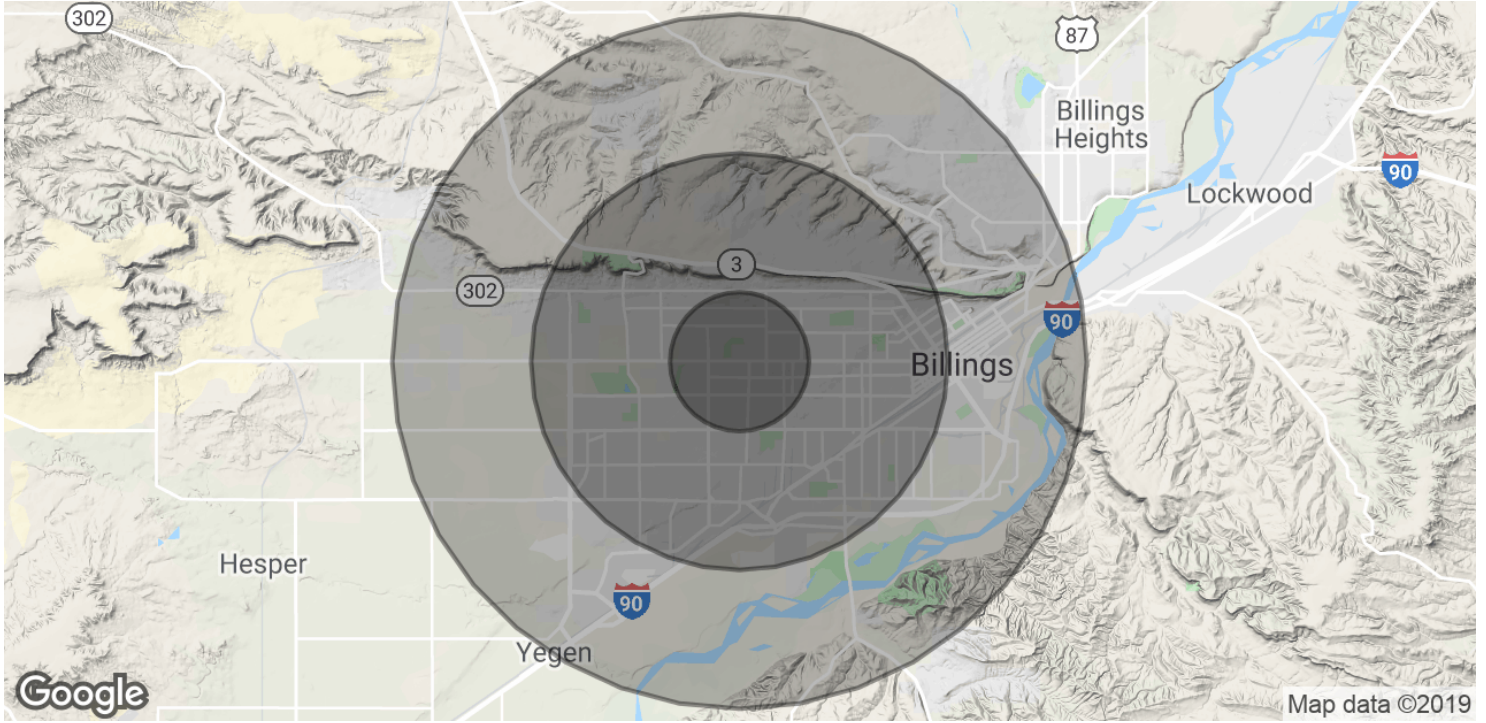 302
87
Billings
Heights
90
Lockwood
3
302
90
Billings
Hesper
90
Yegen
Google
Map data ©2019